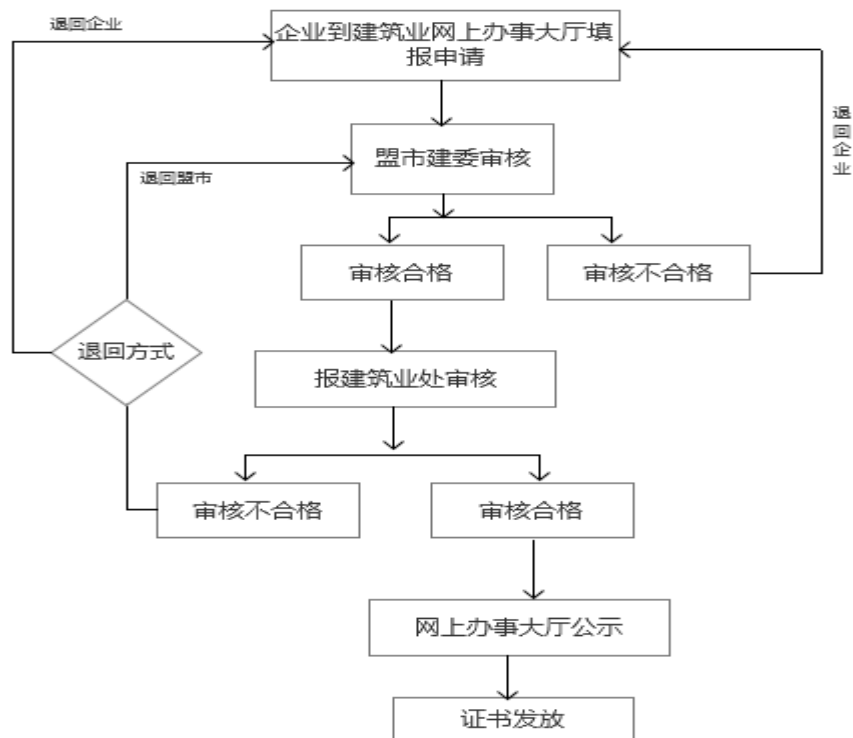 退回企业
企业到建筑业网上办事大厅填
报申请
退回企业
盟市建委审核
退回盟市
审核合格
审核不合格
退回方式
报建筑业处审核
审核不合格
审核合格
网上办事大厅公示
证书发放